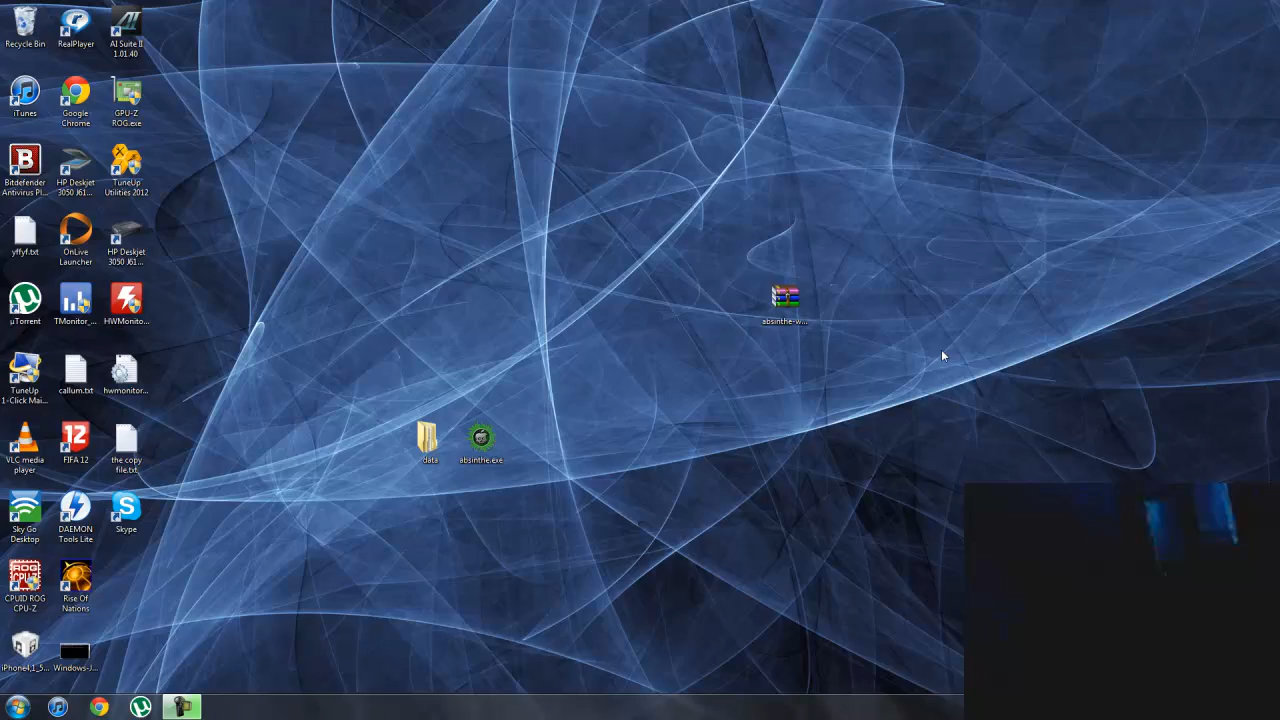 Recycle Bin
RealPlayer
AI Suite II
1.01.40
iTunes
Google
Chrome
GPU-Z
ROG.exe
Bitdefender
Antivirus Pl...
HP Deskjet
3050 J61...
TuneUp
Utilities 2012
yffyf.txt
OnLive
Launcher
HP Deskjet
3050 J61...
µTorrent
TMonitor_...
HWMonito...
absinthe-w...
TuneUp
1-Click Mai...
callum.txt
hwmonitor...
VLC media
player
12
FIFA 12
the copy
file.txt
data
absinthe.exe
Sky Go
Desktop
DAEMON
Tools Lite
Skype
CPUID ROG
CPU-Z
Rise Of
Nations
iPhone4,1_5...
Windows-J...